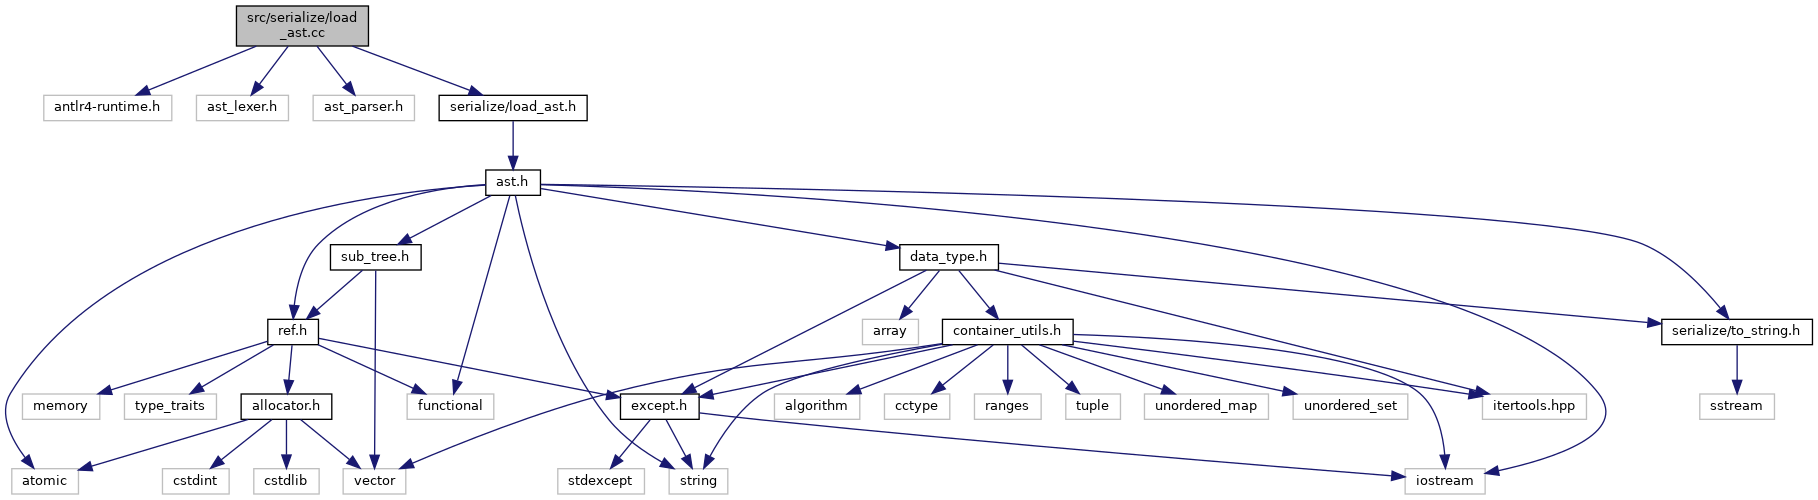 src/serialize/load
_ast.cc
antlr4-runtime.h
ast_lexer.h
ast_parser.h
serialize/load_ast.h
ast.h
sub_tree.h
data_type.h
ref.h
array
container_utils.h
serialize/to_string.h
memory
type_traits
allocator.h
functional
except.h
algorithm
cctype
ranges
tuple
unordered_map
unordered_set
itertools.hpp
sstream
atomic
cstdint
cstdlib
vector
stdexcept
string
iostream